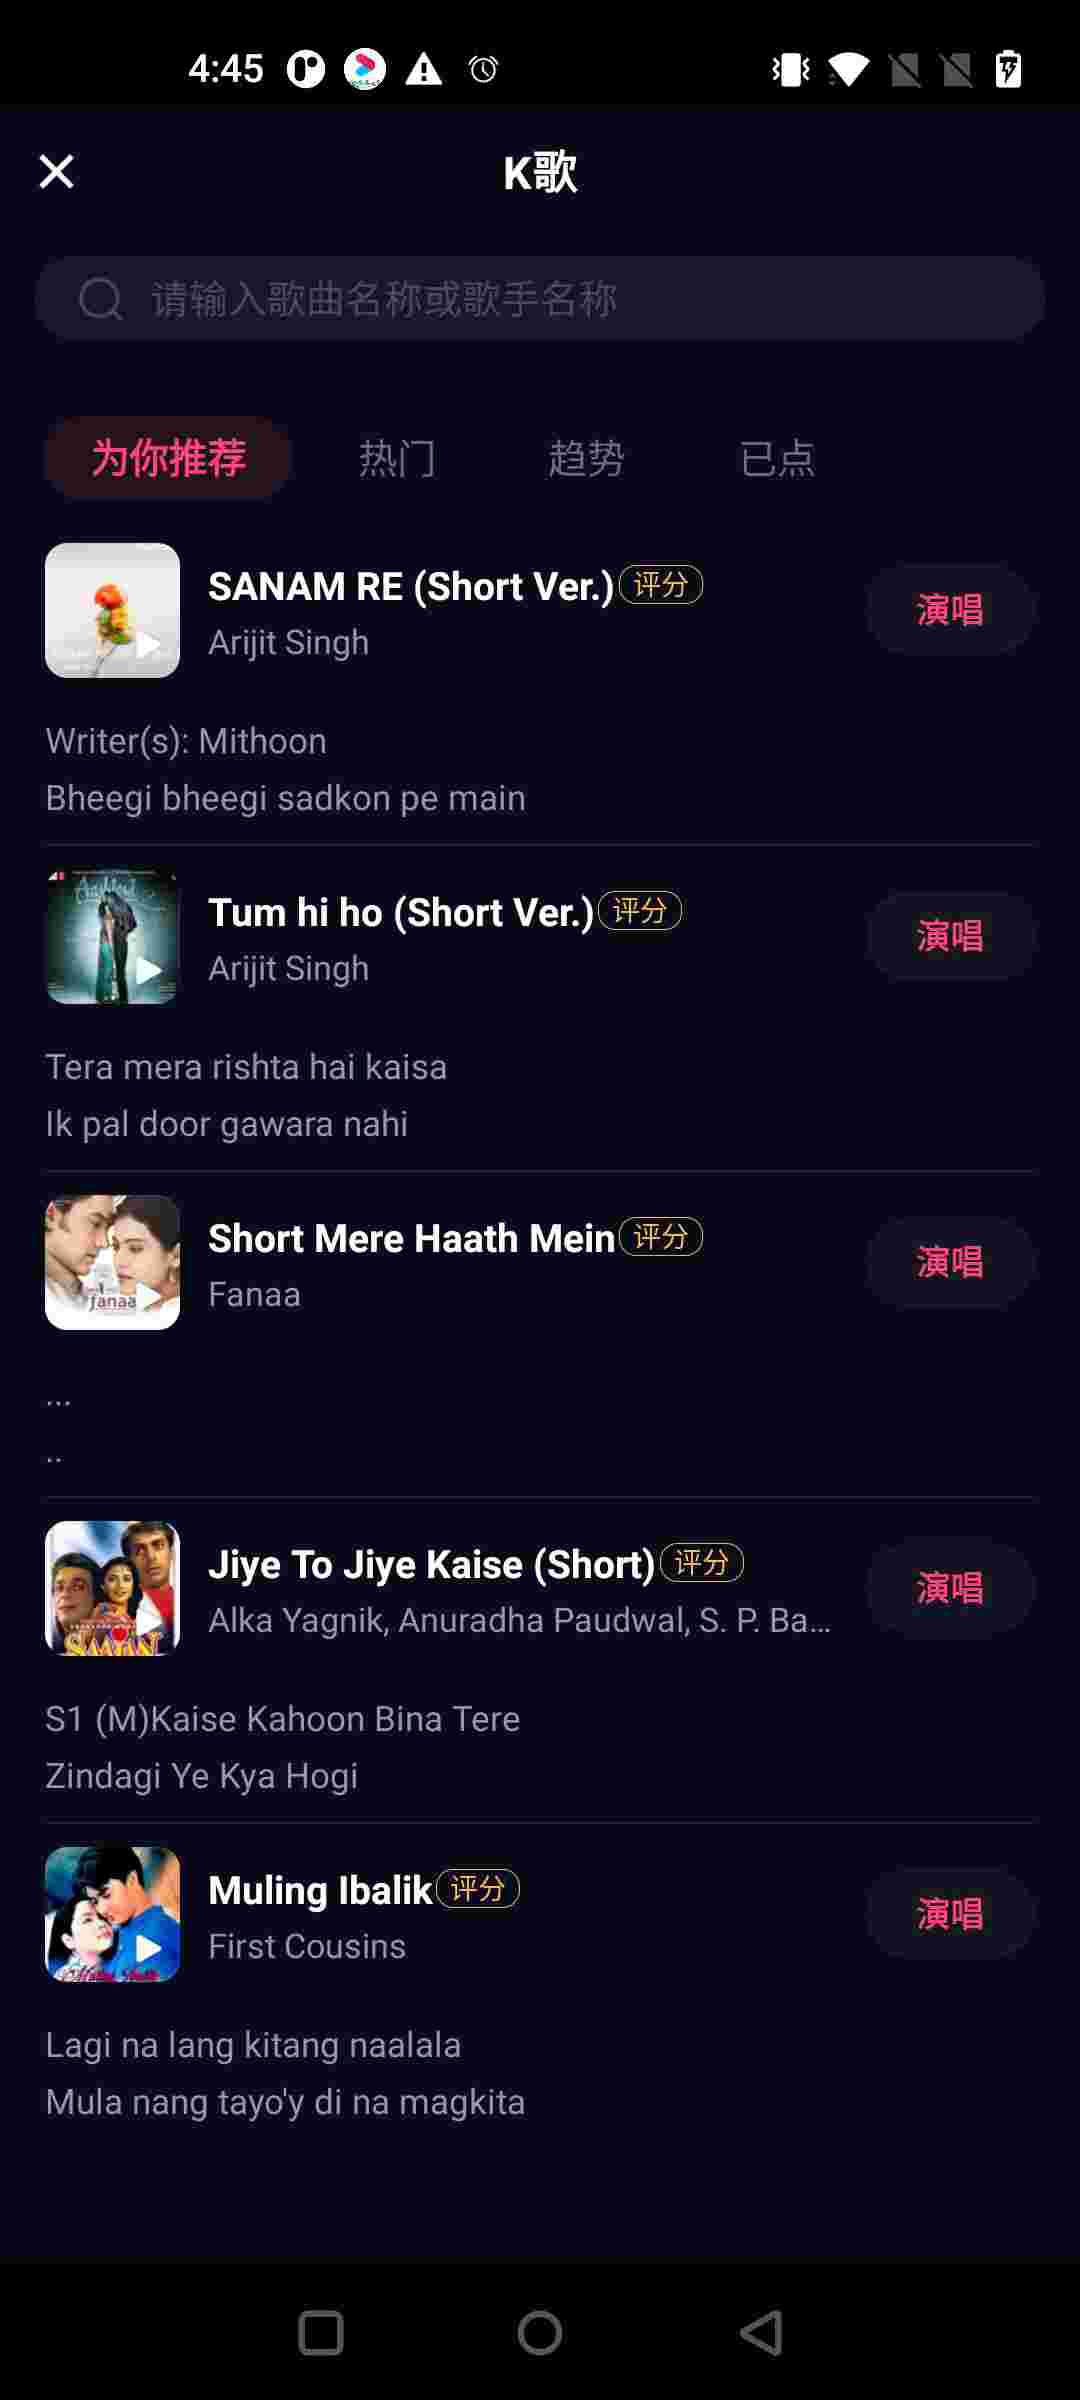 4:45
K歌
请输入歌曲名称或歌手名称
为你推荐 热门 趋势 已点
SANAM RE (Short Ver.) 评分
Arijit Singh
演唱
Writer(s): Mithoon
Bheegi bheegi sadkon pe main
Tum hi ho (Short Ver.) 评分
Arijit Singh
演唱
Tera mera rishta hai kaisa
Ik pal door gawara nahi
Short Mere Haath Mein 评分
Fanaa
演唱
fanaa
...
..
Jiye To Jiye Kaise (Short) 评分
Alka Yagnik, Anuradha Paudwal, S. P. Ba...
演唱
SAAJAN
S1 (M)Kaise Kahoon Bina Tere
Zindagi Ye Kya Hogi
Muling Ibalik 评分
First Cousins
演唱
Lagi na lang kitang naalala
Mula nang tayo'y di na magkita